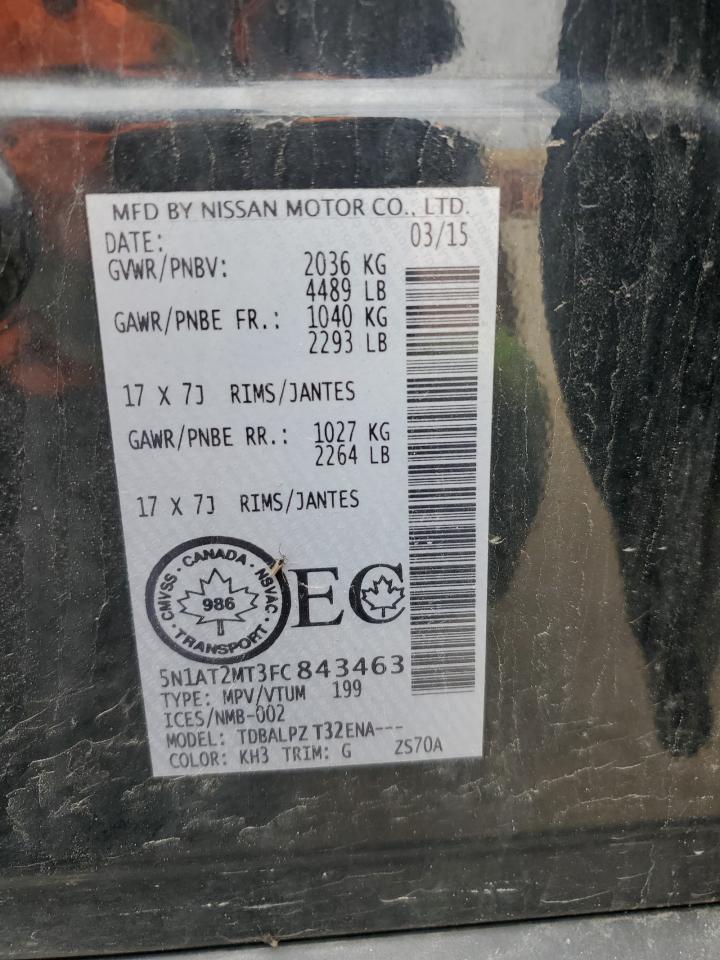 MFD BY NISSAN MOTOR CO., LTD.
DATE: 03/15
GVWR/PNBV: 2036 KG
4489 LB
GAWR/PNBE FR.: 1040 KG
2293 LB
17 X 7J RIMS/JANTES
GAWR/PNBE RR.: 1027 KG
2264 LB
17 X 7J RIMS/JANTES
CMVSS · CANADA · NSVAC · TRANSPORT ·
986
EC
5N1AT2MT3FC843463
TYPE: MPV/VTUM 199
ICES/NMB-002
MODEL: TDBALPZ T32ENA---
COLOR: KH3 TRIM: G ZS70A